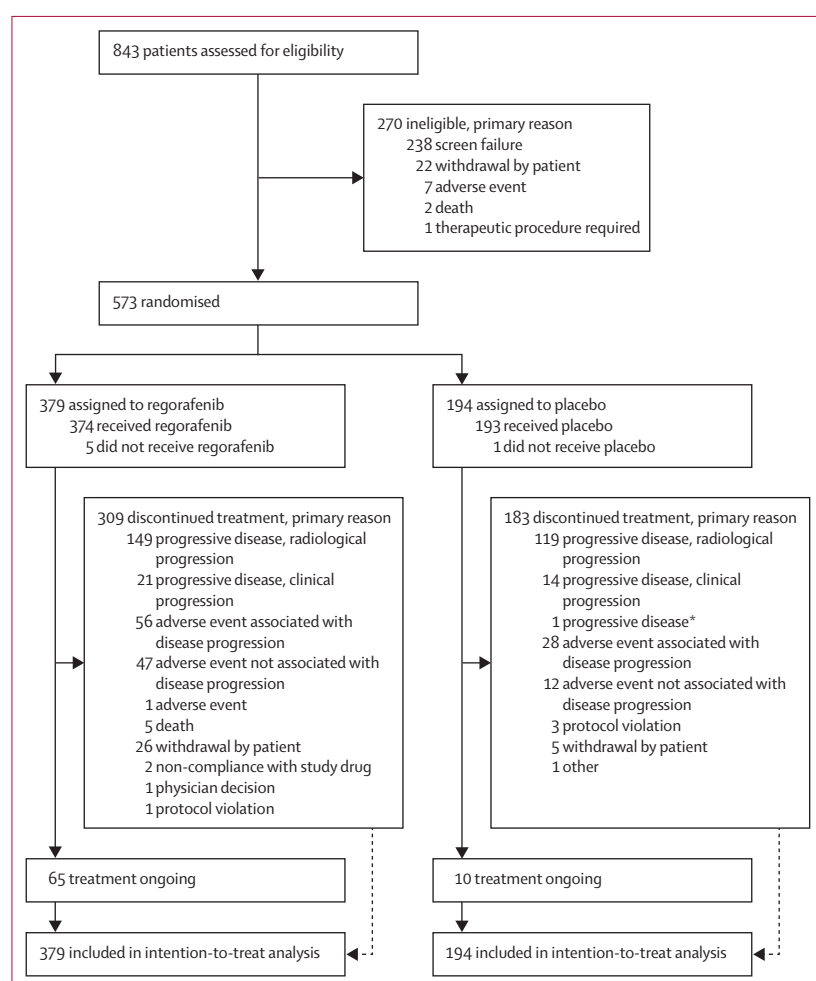 843 patients assessed for eligibility
270 ineligible, primary reason
238 screen failure
22 withdrawal by patient
7 adverse event
2 death
1 therapeutic procedure required
573 randomised
379 assigned to regorafenib
374 received regorafenib
5 did not receive regorafenib
194 assigned to placebo
193 received placebo
1 did not receive placebo
309 discontinued treatment, primary reason
149 progressive disease, radiological
progression
21 progressive disease, clinical
progression
56 adverse event associated with
disease progression
47 adverse event not associated with
disease progression
1 adverse event
5 death
26 withdrawal by patient
2 non-compliance with study drug
1 physician decision
1 protocol violation
183 discontinued treatment, primary reason
119 progressive disease, radiological
progression
14 progressive disease, clinical
progression
1 progressive disease*
28 adverse event associated with
disease progression
12 adverse event not associated with
disease progression
3 protocol violation
5 withdrawal by patient
1 other
65 treatment ongoing
10 treatment ongoing
379 included in intention-to-treat analysis
194 included in intention-to-treat analysis